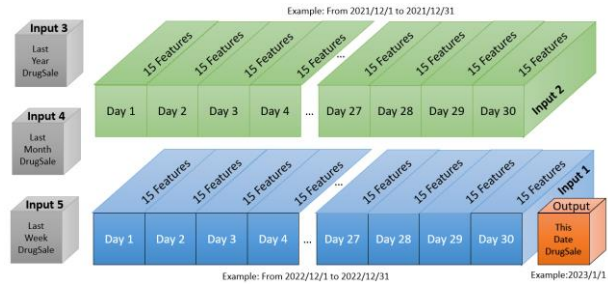 Example: From 2021/12/1 to 2021/12/31
Input 3
Last
Year
DrugSale
15 Features
15 Features
15 Features
15 Features
15 Features
...
15 Features
15 Features
15 Features
15 Features
Day 1
Day 2
Day 3
Day 4
...
Day 27
Day 28
Day 29
Day 30
Input 2
Input 4
Last
Month
DrugSale
15 Features
15 Features
15 Features
15 Features
15 Features
...
15 Features
15 Features
15 Features
15 Features
Input 1
Input 5
Last
Week
DrugSale
Day 1
Day 2
Day 3
Day 4
...
Day 27
Day 28
Day 29
Day 30
Output
This
Date
DrugSale
Example: From 2022/12/1 to 2022/12/31
Example:2023/1/1